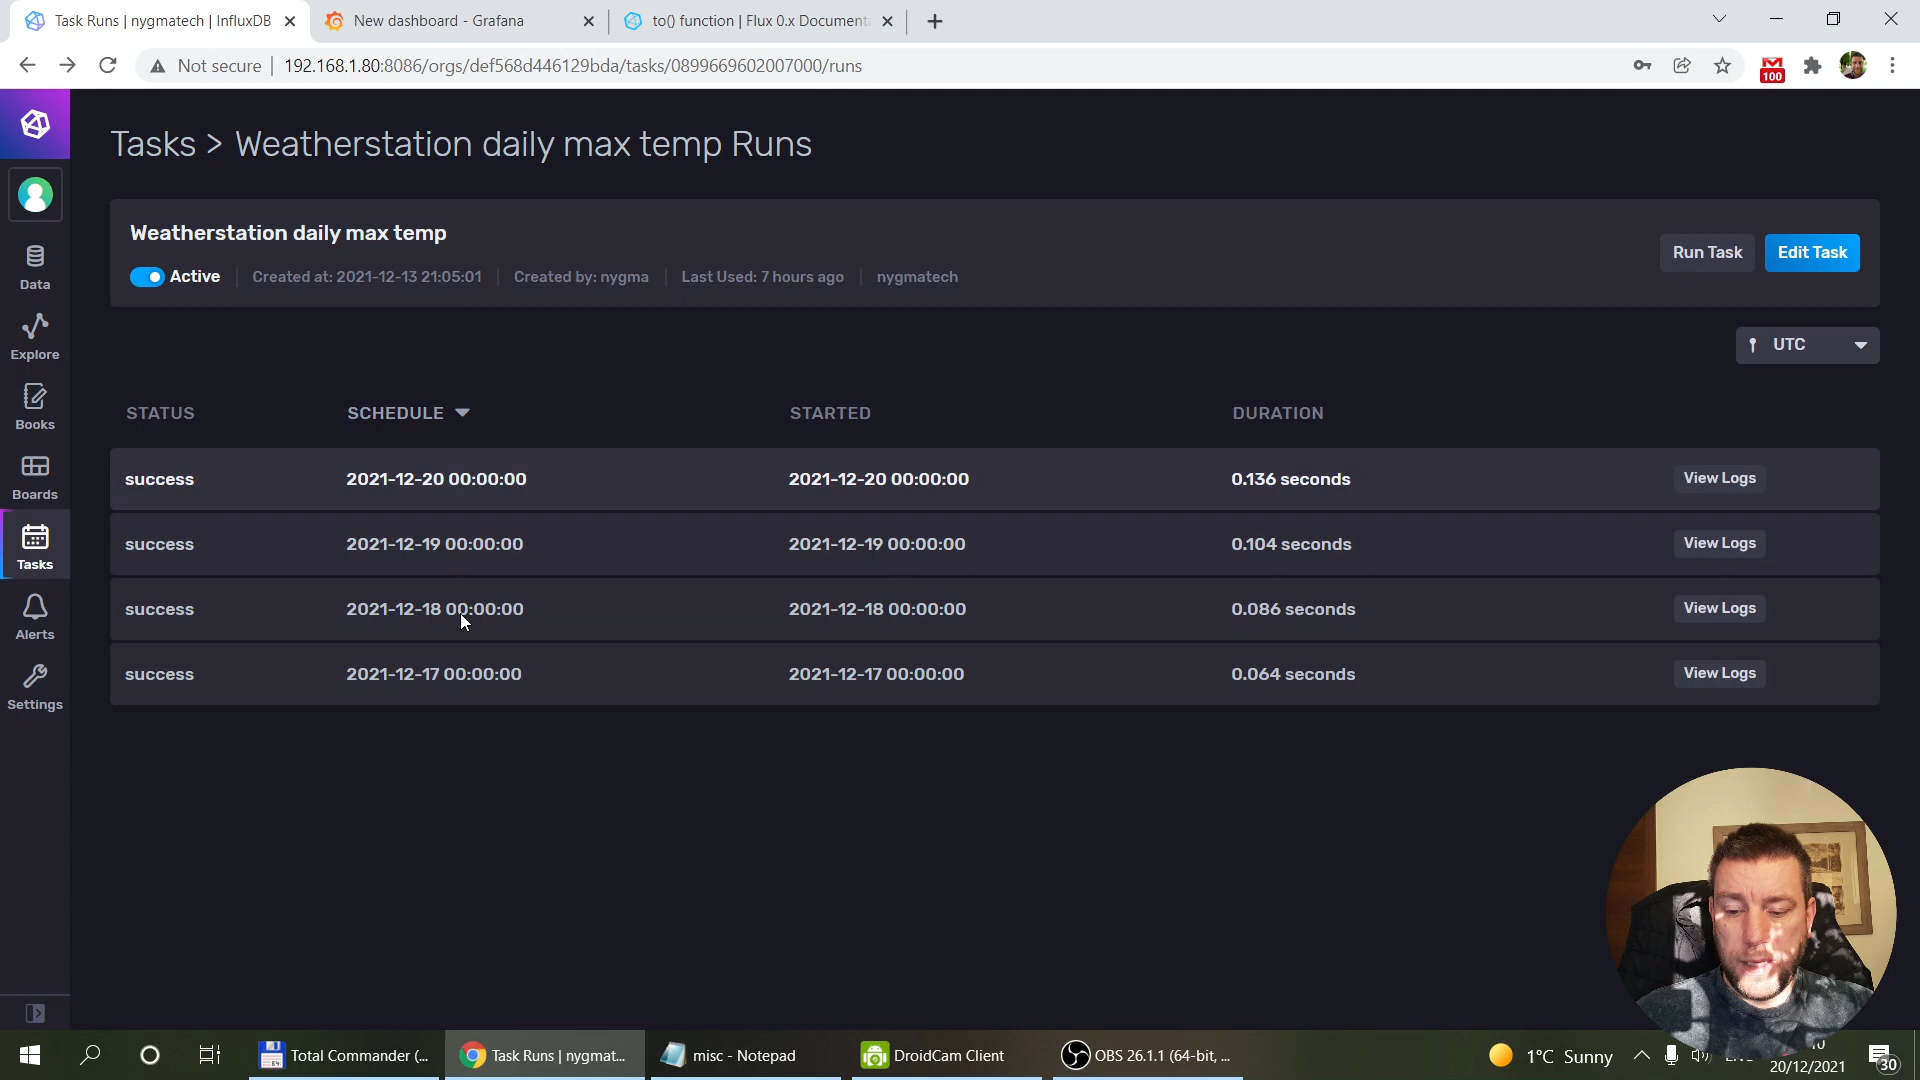 Task Runs | nygmatech | InfluxDB
New dashboard - Grafana
to() function | Flux 0.x Documenta
Not secure
192.168.1.80:8086/orgs/def568d446129bda/tasks/0899669602007000/runs
100
Tasks > Weatherstation daily max temp Runs
Weatherstation daily max temp
Active
Created at: 2021-12-13 21:05:01
Created by: nygma
Last Used: 7 hours ago
nygmatech
Run Task
Edit Task
UTC
Data
Explore
Books
Boards
Tasks
Alerts
Settings
STATUS SCHEDULE STARTED DURATION
success 2021-12-20 00:00:00 2021-12-20 00:00:00 0.136 seconds View Logs
success 2021-12-19 00:00:00 2021-12-19 00:00:00 0.104 seconds View Logs
success 2021-12-18 00:00:00 2021-12-18 00:00:00 0.086 seconds View Logs
success 2021-12-17 00:00:00 2021-12-17 00:00:00 0.064 seconds View Logs
64
Total Commander (...
Task Runs | nygmat...
misc - Notepad
DroidCam Client
OBS 26.1.1 (64-bit, ...
1°C Sunny
20/12/2021
30